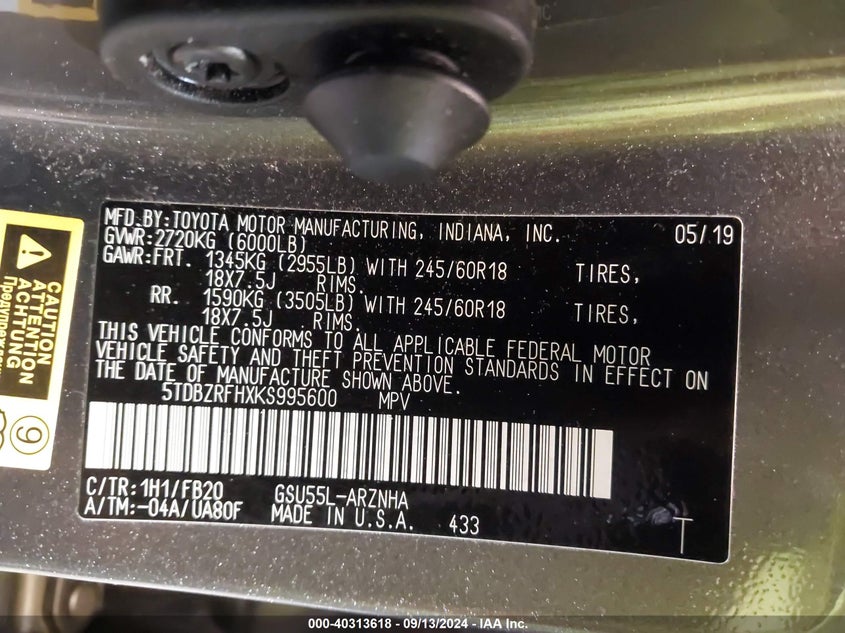 MFD.BY:TOYOTA MOTOR MANUFACTURING, INDIANA, INC. 05/19
GVWR:2720KG (6000LB)
GAWR:FRT. 1345KG (2955LB) WITH 245/60R18 TIRES,
18X7.5J RIMS.
RR. 1590KG (3505LB) WITH 245/60R18 TIRES,
18X7.5J RIMS.
THIS VEHICLE CONFORMS TO ALL APPLICABLE FEDERAL MOTOR
VEHICLE SAFETY AND THEFT PREVENTION STANDARDS IN EFFECT ON
THE DATE OF MANUFACTURE SHOWN ABOVE.
5TDBZRFHXKS995600 MPV
C/TR:1H1/FB20 GSU55L-ARZNHA
A/TM:-04A/UA80F MADE IN U.S.A. 433
T
CAUTION
ATTENTION
ACHTUNG
9
000-40313618 - 09/13/2024 - IAA Inc.